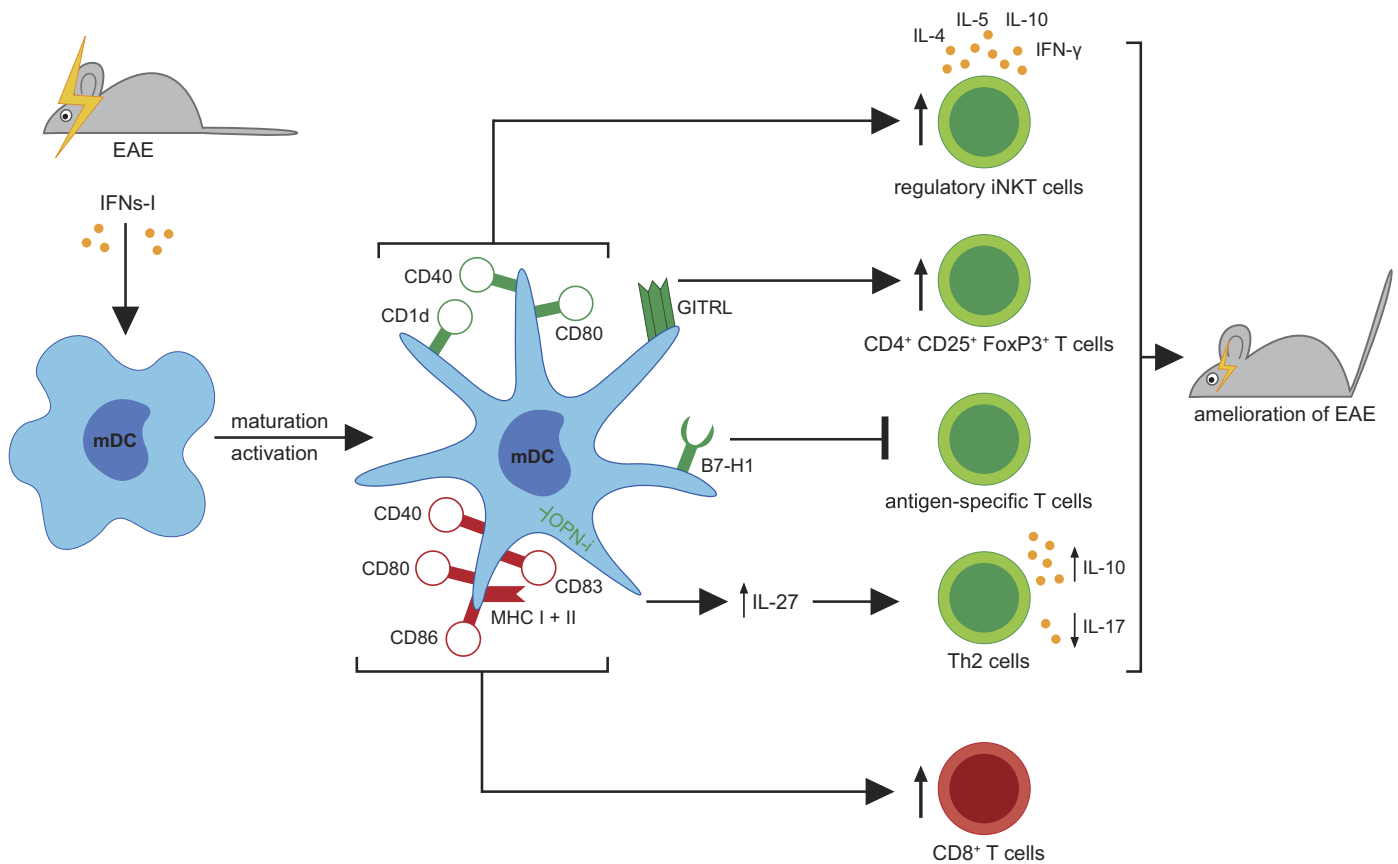 IL-4
IL-5
IL-10
IFN-γ
EAE
regulatory iNKT cells
IFNs-I
CD40
CD1d
CD80
GITRL
CD4⁺ CD25⁺ FoxP3⁺ T cells
amelioration of EAE
mDC
maturation
activation
mDC
B7-H1
antigen-specific T cells
CD40
⊣OPN-i
CD80
CD83
MHC I + II
CD86
IL-27
IL-10
IL-17
Th2 cells
CD8⁺ T cells